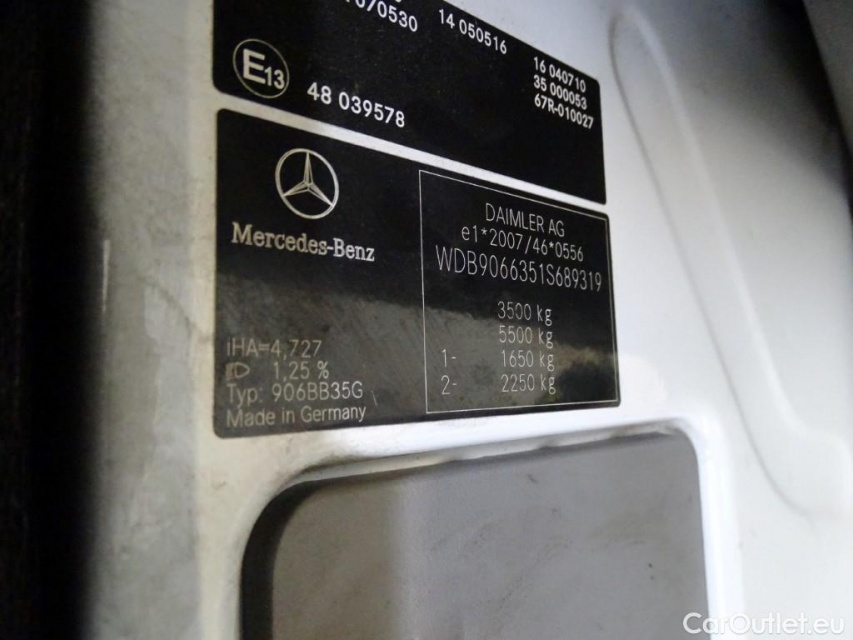 14 050516
16 040710
35 000053
67R-010027
E13
48 039578
Mercedes-Benz
DAIMLER AG
e1*2007/46*0556
WDB9066351S689319
3500 kg
5500 kg
1- 1650 kg
2- 2250 kg
iHA=4,727
1,25 %
Typ: 906BB35G
Made in Germany
CarOutlet.eu